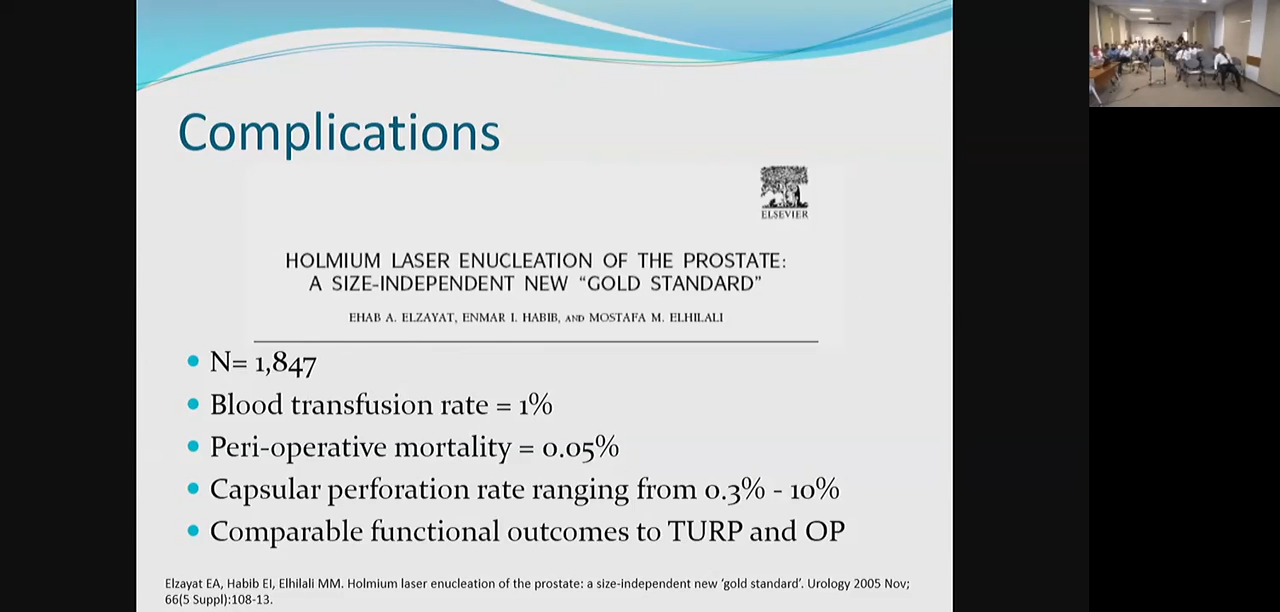 Complications
ELSEVIER
HOLMIUM LASER ENUCLEATION OF THE PROSTATE:
A SIZE-INDEPENDENT NEW “GOLD STANDARD”
EHAB A. ELZAYAT, ENMAR I. HABIB, AND MOSTAFA M. ELHILALI
N= 1,847
Blood transfusion rate = 1%
Peri-operative mortality = 0.05%
Capsular perforation rate ranging from 0.3% - 10%
Comparable functional outcomes to TURP and OP
Elzayat EA, Habib EI, Elhilali MM. Holmium laser enucleation of the prostate: a size-independent new ‘gold standard’. Urology 2005 Nov;
66(5 Suppl):108-13.